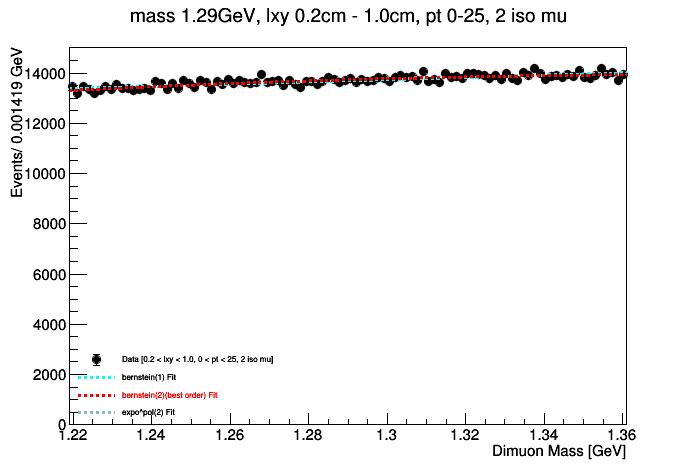 mass 1.29GeV, lxy 0.2cm - 1.0cm, pt 0-25, 2 iso mu
Events/ 0.001419 GeV
14000
12000
10000
8000
6000
4000
2000
0
Data [0.2 < lxy < 1.0, 0 < pt < 25, 2 iso mu]
bernstein(1) Fit
bernstein(2)(best order) Fit
expo^pol(2) Fit
1.22 1.24 1.26 1.28 1.3 1.32 1.34 1.36
Dimuon Mass [GeV]